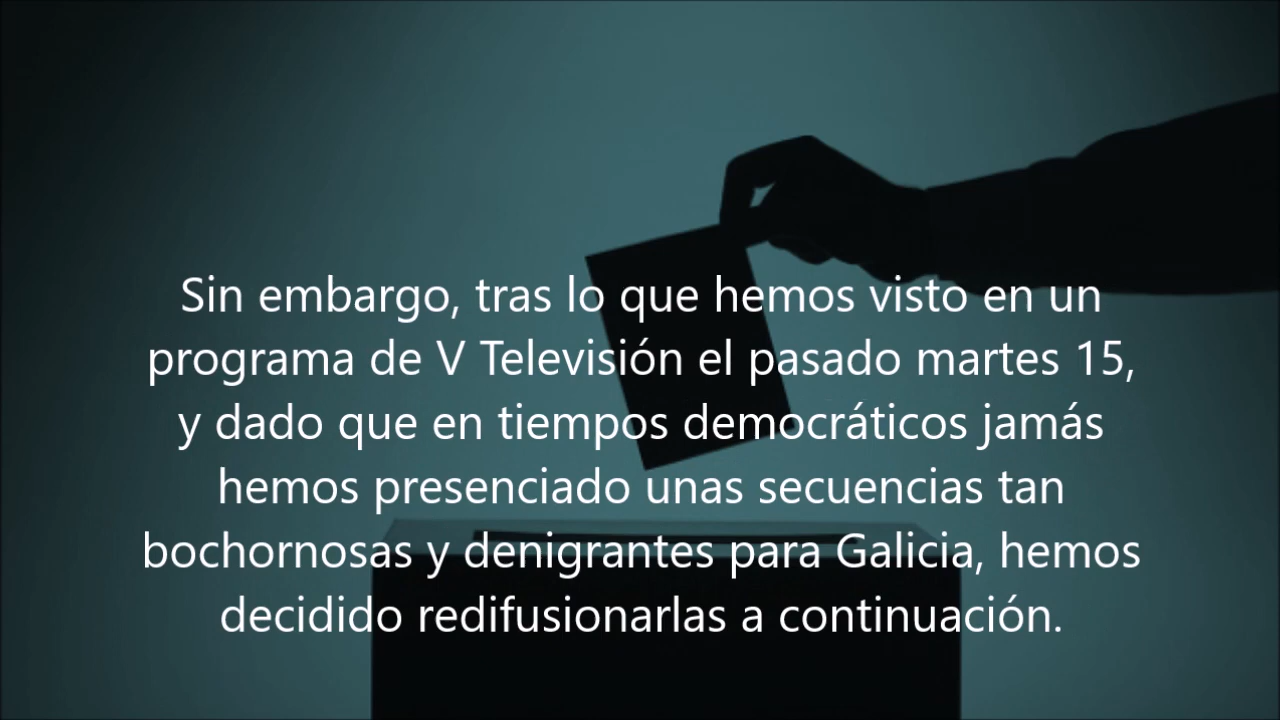 Sin embargo, tras lo que hemos visto en un
programa de V Televisión el pasado martes 15,
y dado que en tiempos democráticos jamás
hemos presenciado unas secuencias tan
bochornosas y denigrantes para Galicia, hemos
decidido redifusionarlas a continuación.